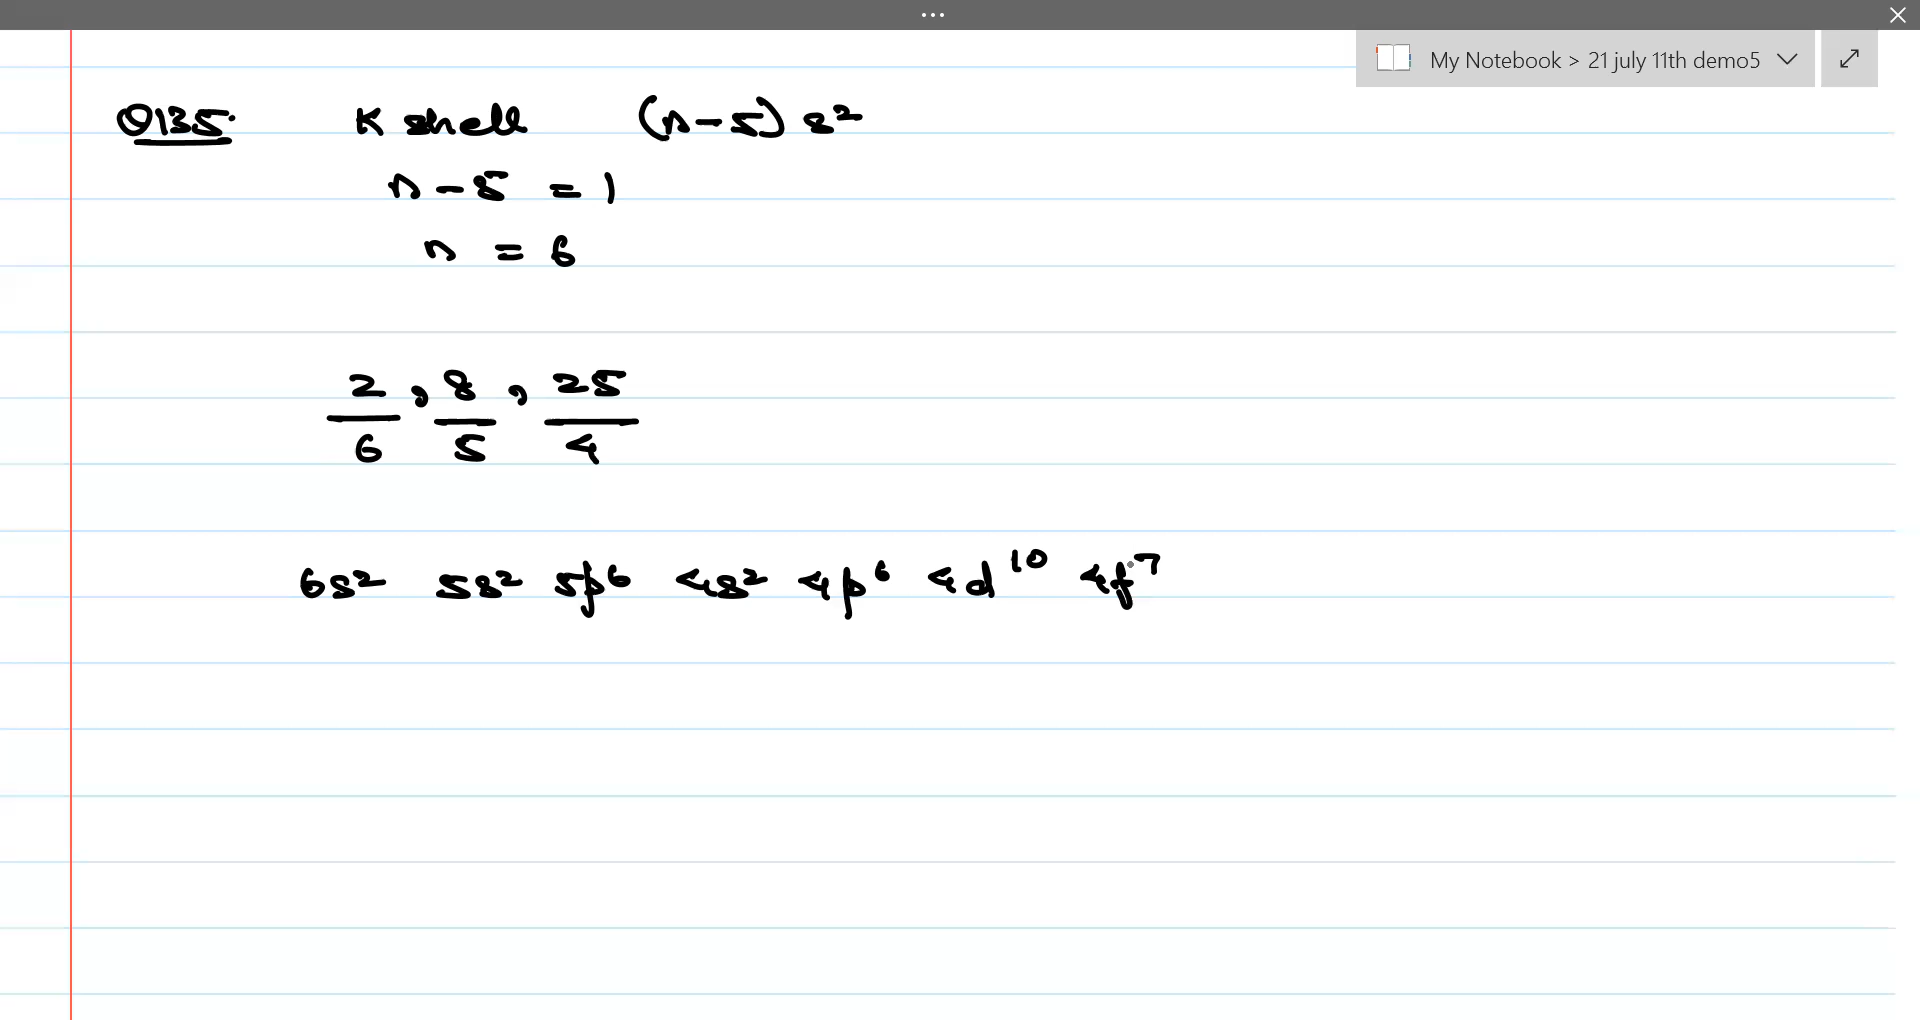 My Notebook > 21 july 11th demo5
Q135. K shell (n-5) s²
n - 5 = 1
n = 6
2/6 , 8/5 , 25/4
6s² 5s² 5p⁶ 4s² 4p⁶ 4d¹⁰ 4f⁷